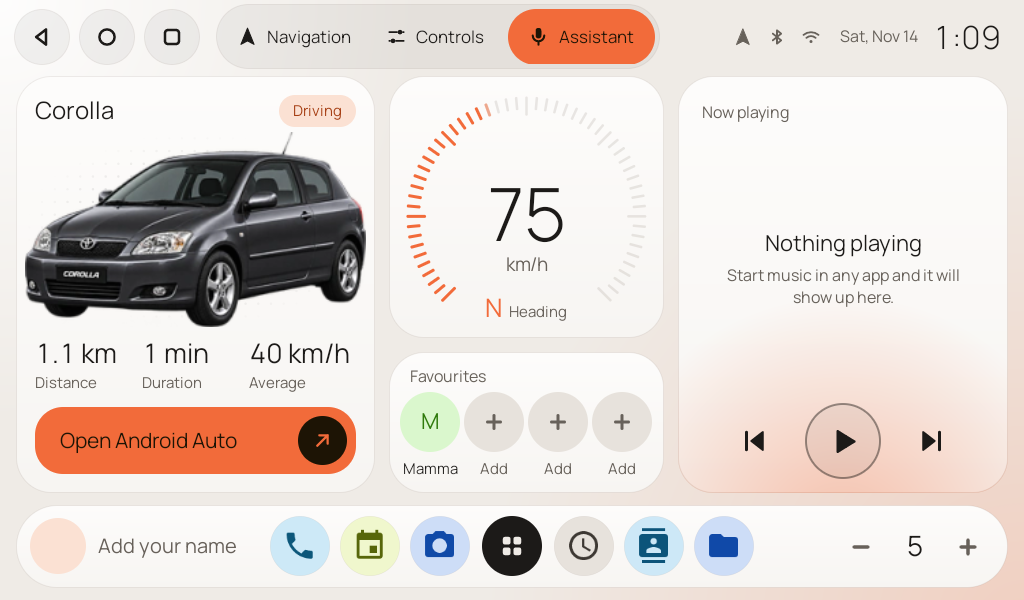 Navigation
Controls
Assistant
Sat, Nov 14
1:09
Corolla
Driving
COROLLA
1.1 km
1 min
40 km/h
Distance
Duration
Average
Open Android Auto
75
km/h
N Heading
Favourites
M
Mamma
Add
Add
Add
Now playing
Nothing playing
Start music in any app and it will
show up here.
Add your name
5